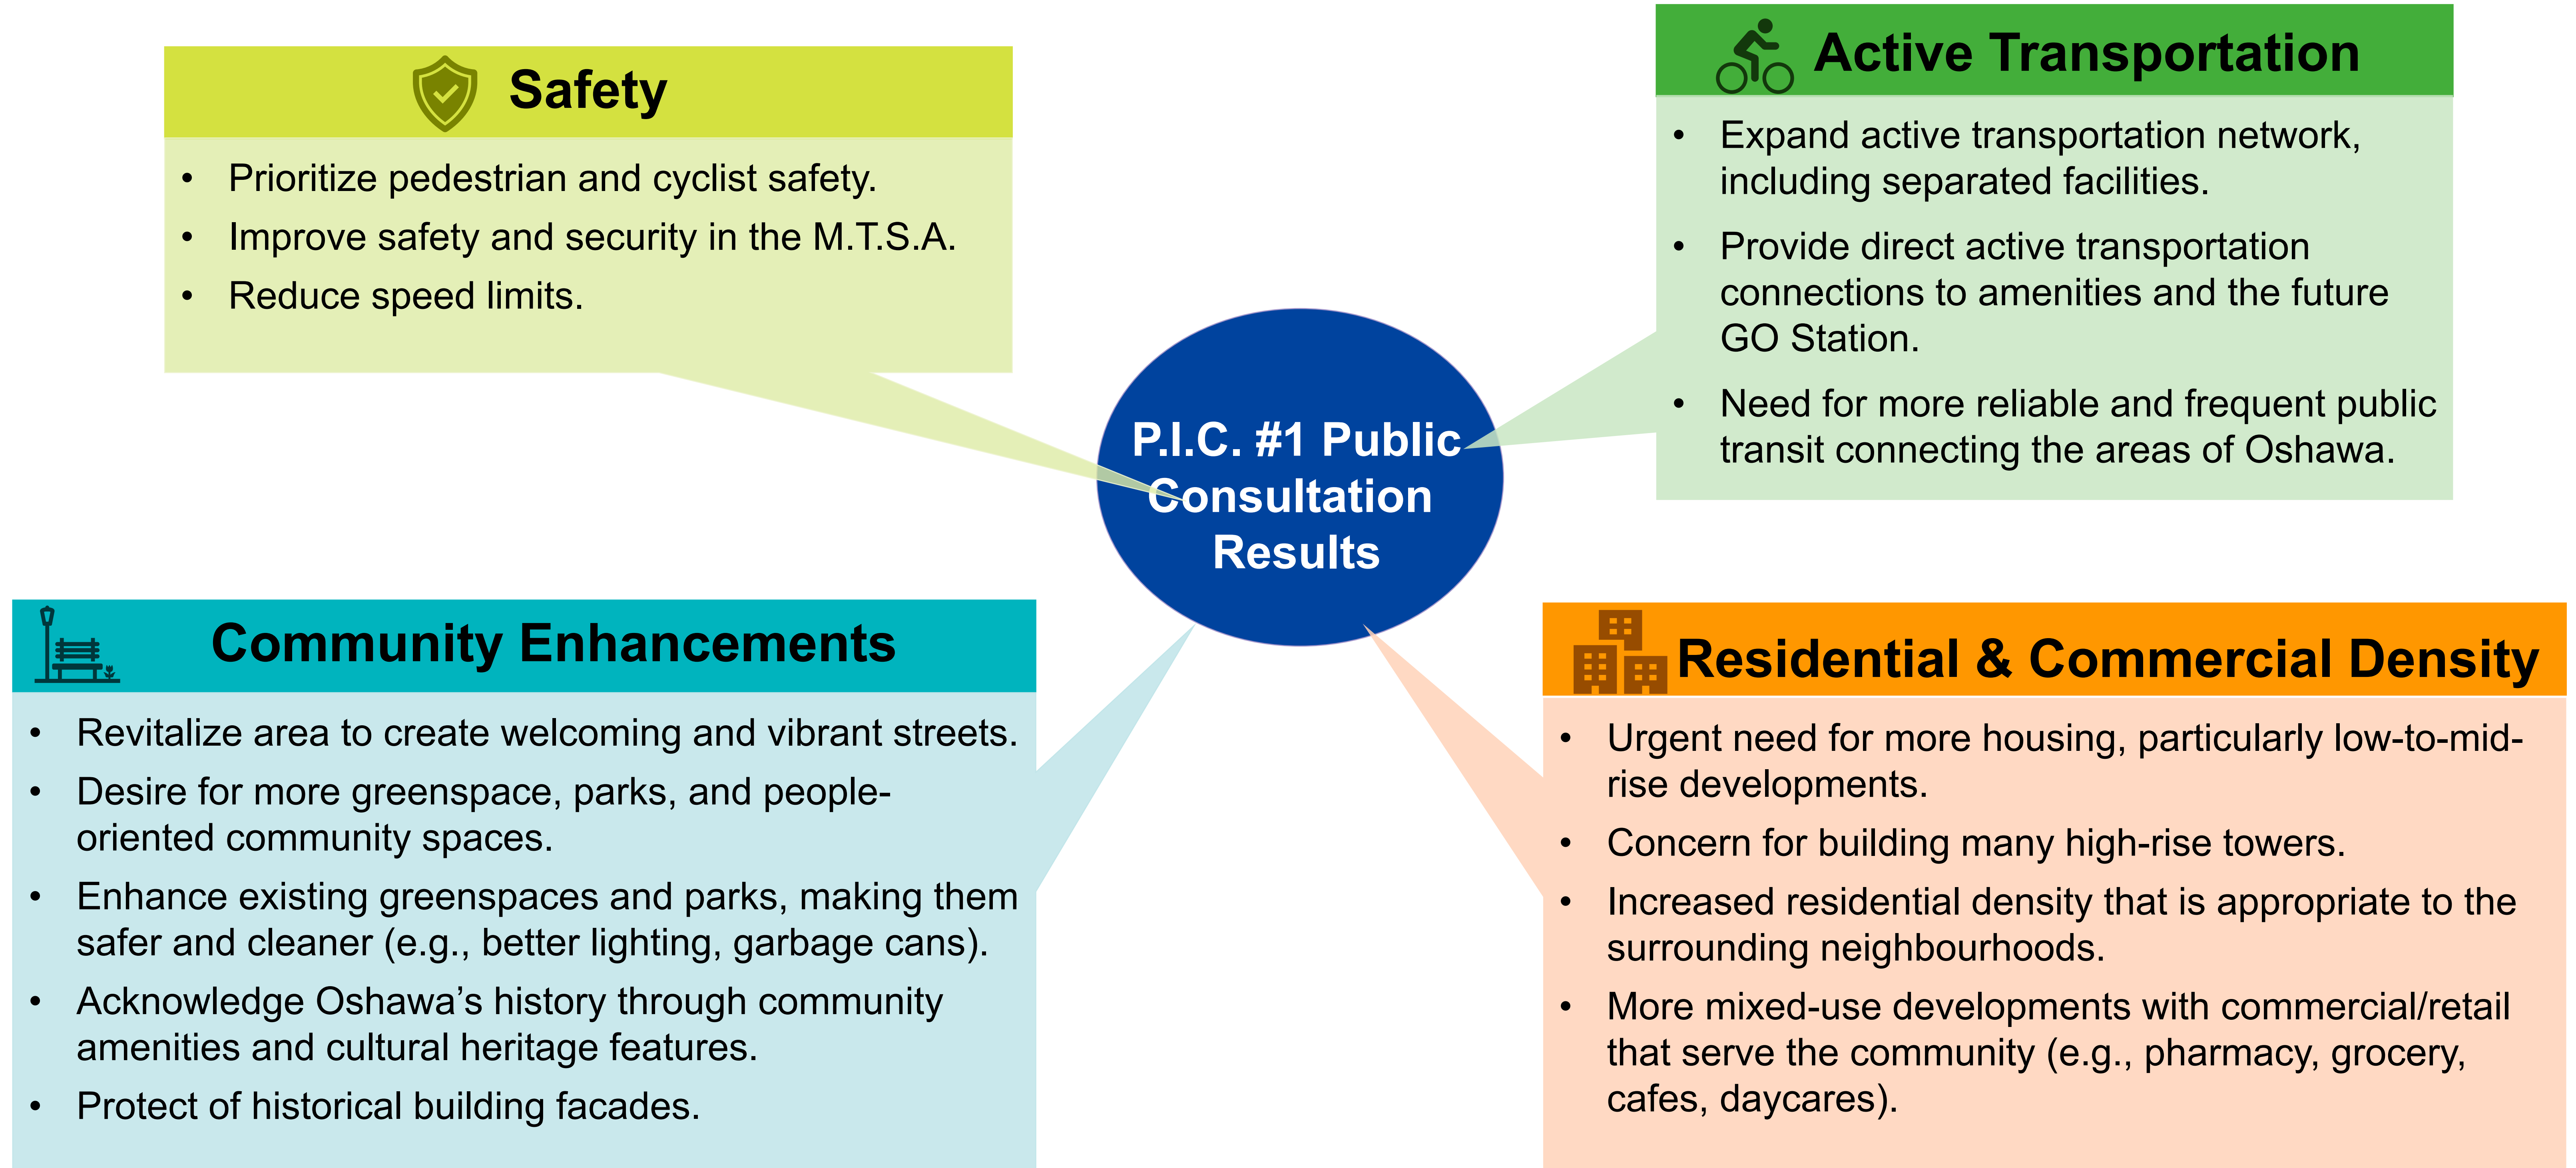 Safety
• Prioritize pedestrian and cyclist safety.
• Improve safety and security in the M.T.S.A.
• Reduce speed limits.
Active Transportation
• Expand active transportation network,
including separated facilities.
• Provide direct active transportation
connections to amenities and the future
GO Station.
• Need for more reliable and frequent public
transit connecting the areas of Oshawa.
P.I.C. #1 Public
Consultation
Results
Community Enhancements
• Revitalize area to create welcoming and vibrant streets.
• Desire for more greenspace, parks, and people-
oriented community spaces.
• Enhance existing greenspaces and parks, making them
safer and cleaner (e.g., better lighting, garbage cans).
• Acknowledge Oshawa’s history through community
amenities and cultural heritage features.
• Protect of historical building facades.
Residential & Commercial Density
• Urgent need for more housing, particularly low-to-mid-
rise developments.
• Concern for building many high-rise towers.
• Increased residential density that is appropriate to the
surrounding neighbourhoods.
• More mixed-use developments with commercial/retail
that serve the community (e.g., pharmacy, grocery,
cafes, daycares).